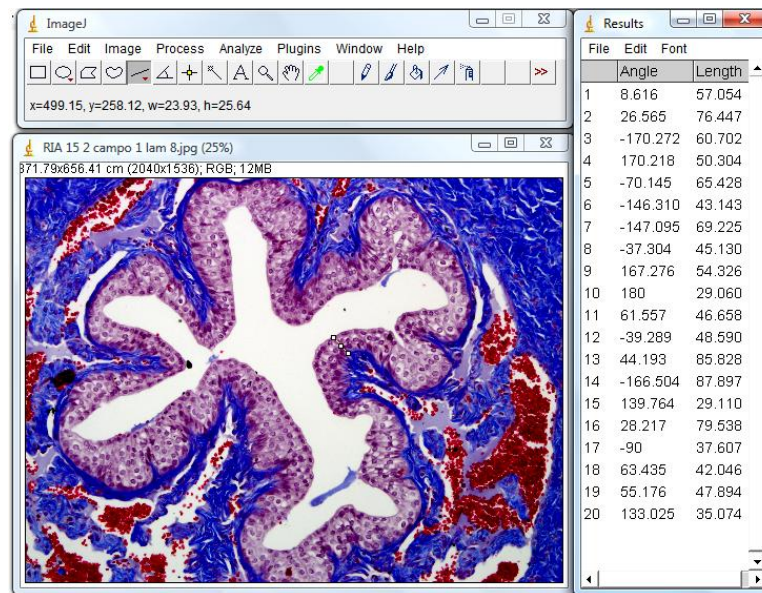 ImageJ
File Edit Image Process Analyze Plugins Window Help
A >>
x=499.15, y=258.12, w=23.93, h=25.64
RIA 15 2 campo 1 lam 8.jpg (25%)
371.79x656.41 cm (2040x1536); RGB; 12MB
Results
File Edit Font
Angle Length
1 8.616 57.054
2 26.565 76.447
3 -170.272 60.702
4 170.218 50.304
5 -70.145 65.428
6 -146.310 43.143
7 -147.095 69.225
8 -37.304 45.130
9 167.276 54.326
10 180 29.060
11 61.557 46.658
12 -39.289 48.590
13 44.193 85.828
14 -166.504 87.897
15 139.764 29.110
16 28.217 79.538
17 -90 37.607
18 63.435 42.046
19 55.176 47.894
20 133.025 35.074